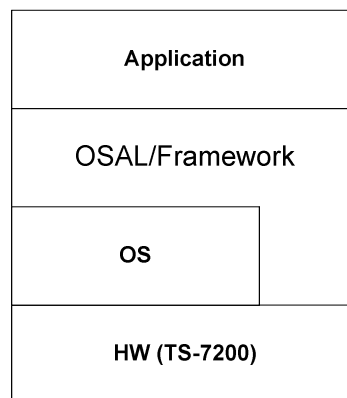 Application
OSAL/Framework
OS
HW (TS-7200)